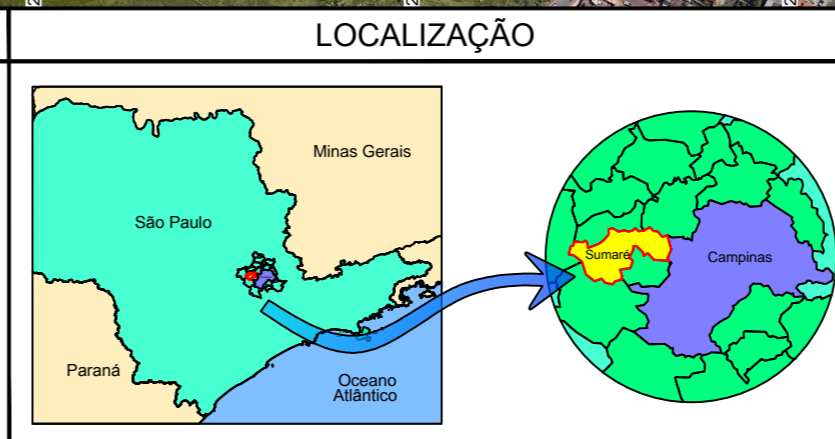 LOCALIZAÇÃO
Minas Gerais
São Paulo
Paraná
Oceano
Atlântico
Sumaré
Campinas